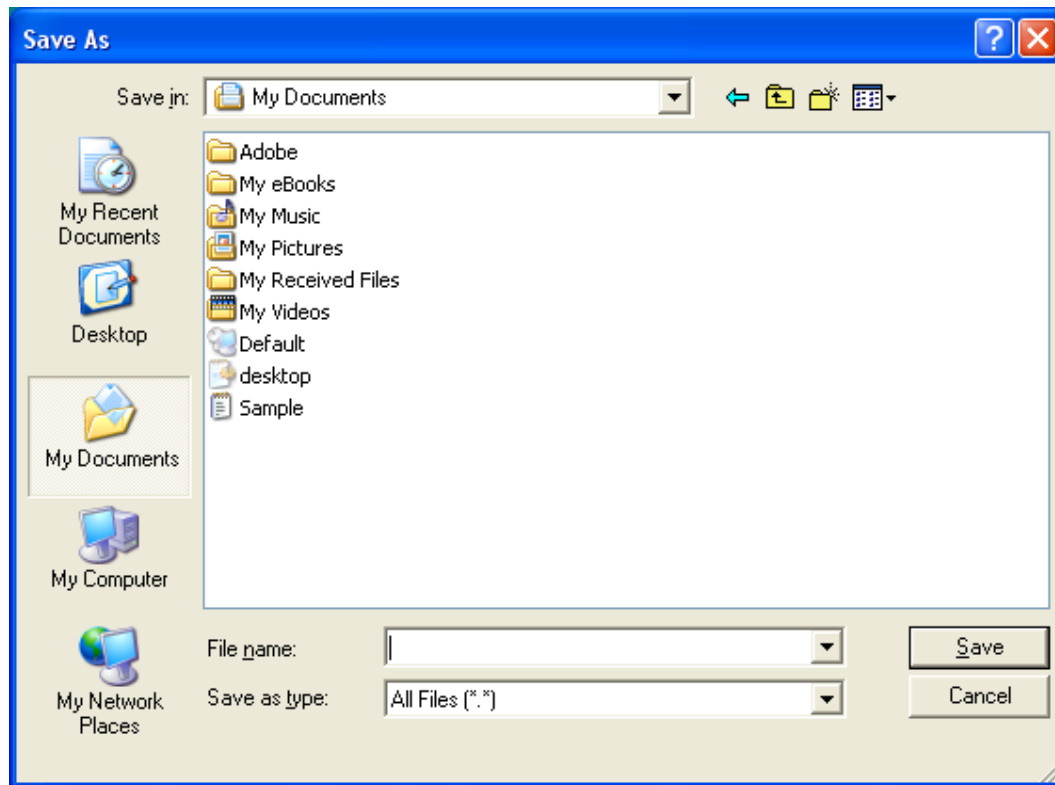 Save As
Save in: My Documents
My Recent
Documents
Desktop
My Documents
My Computer
My Network
Places
Adobe
My eBooks
My Music
My Pictures
My Received Files
My Videos
Default
desktop
Sample
File name:
Save
Save as type: All Files (*.*)
Cancel